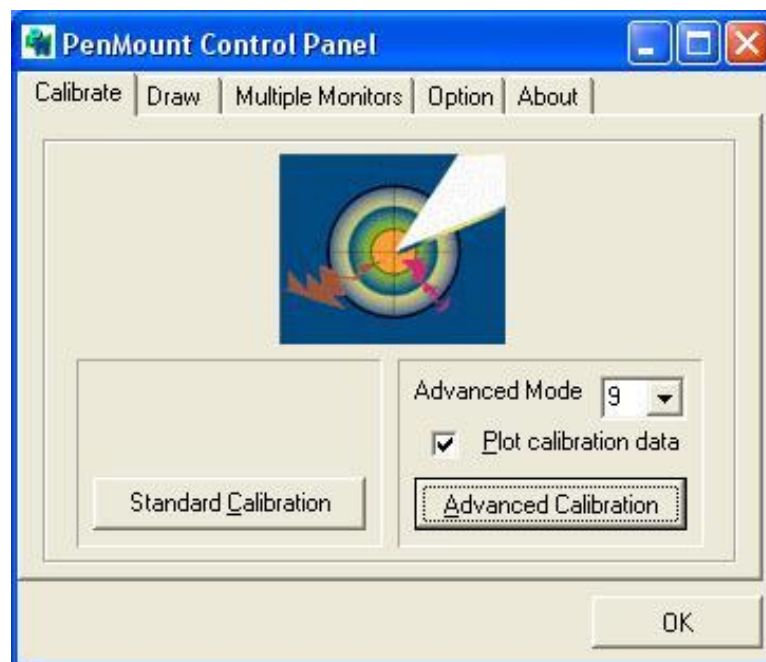 PenMount Control Panel
Calibrate Draw Multiple Monitors Option About
Advanced Mode 9
Plot calibration data
Standard Calibration Advanced Calibration
OK